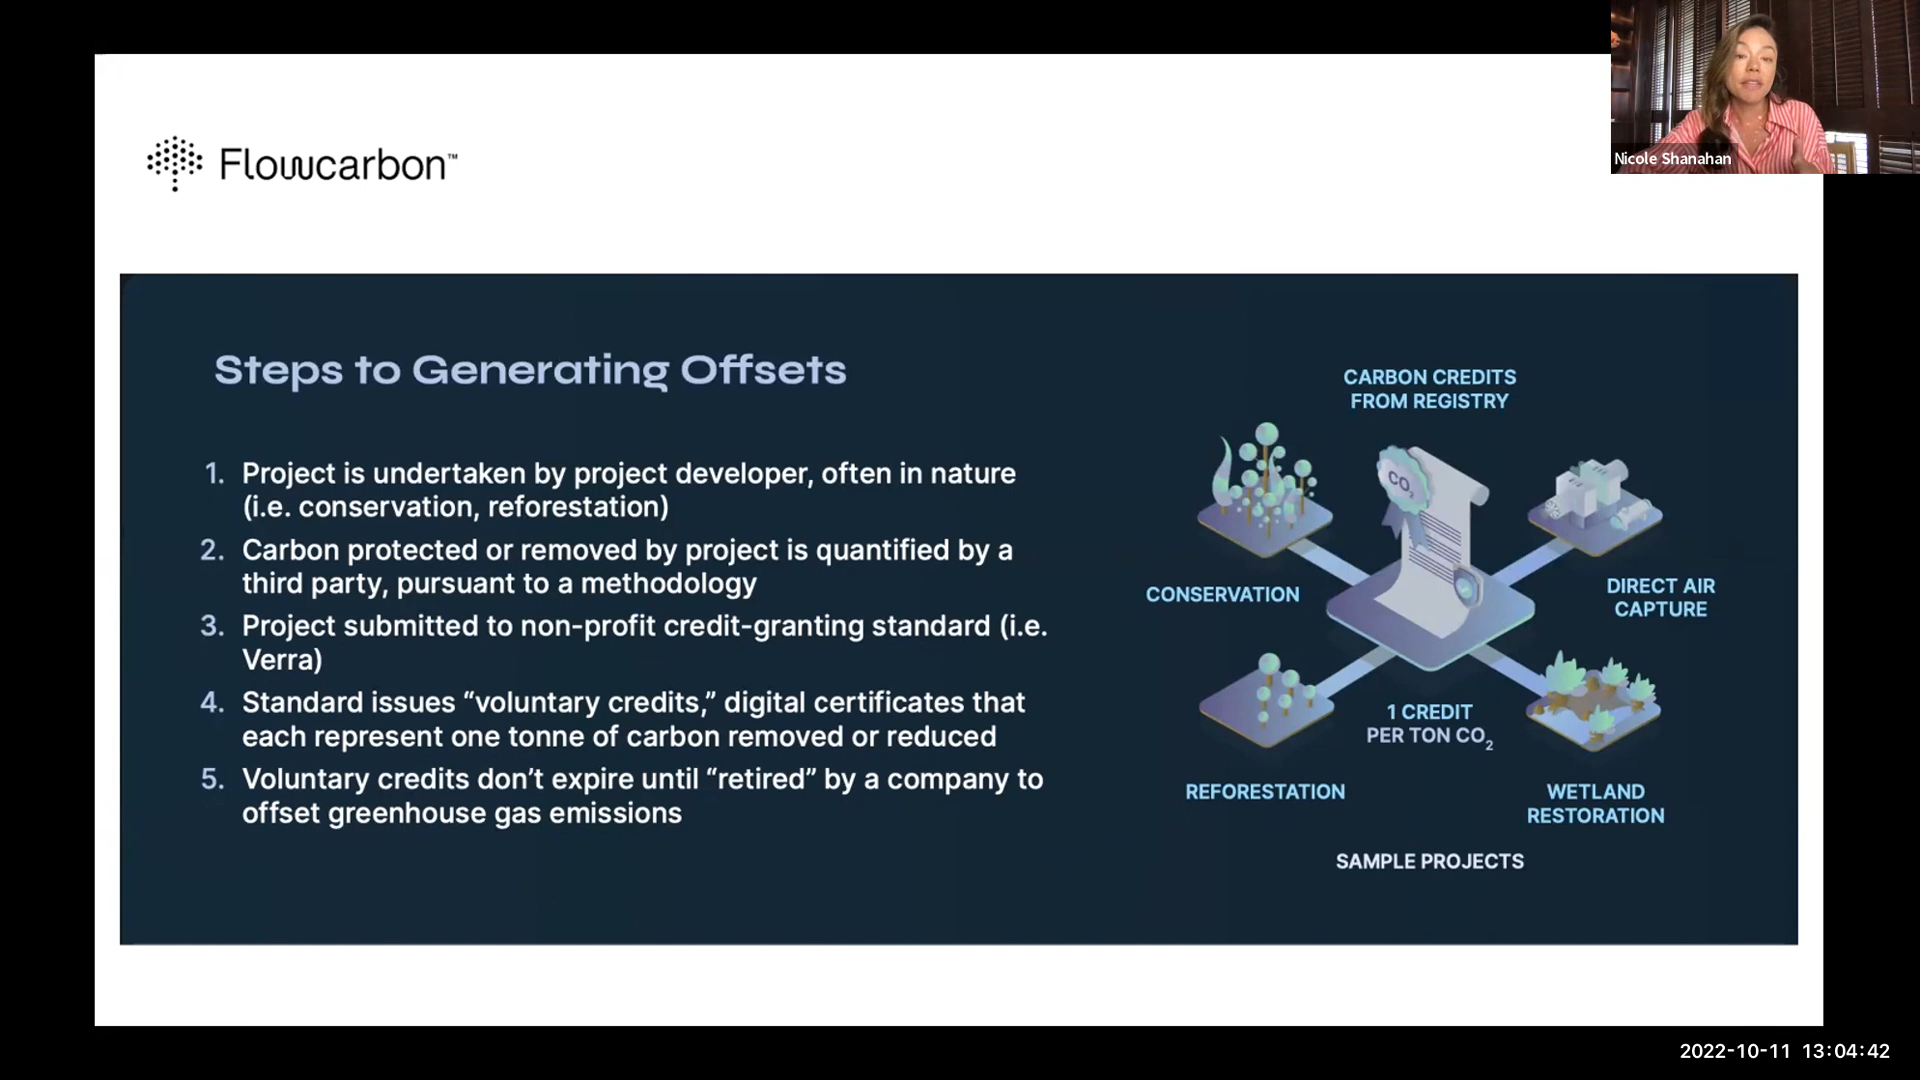 Nicole Shanahan
Flowcarbon™
Steps to Generating Offsets
1. Project is undertaken by project developer, often in nature
(i.e. conservation, reforestation)
2. Carbon protected or removed by project is quantified by a
third party, pursuant to a methodology
3. Project submitted to non-profit credit-granting standard (i.e.
Verra)
4. Standard issues “voluntary credits,” digital certificates that
each represent one tonne of carbon removed or reduced
5. Voluntary credits don’t expire until “retired” by a company to
offset greenhouse gas emissions
CARBON CREDITS
FROM REGISTRY
CO₂
CONSERVATION
DIRECT AIR
CAPTURE
1 CREDIT
PER TON CO₂
REFORESTATION
WETLAND
RESTORATION
SAMPLE PROJECTS
2022-10-11 13:04:42